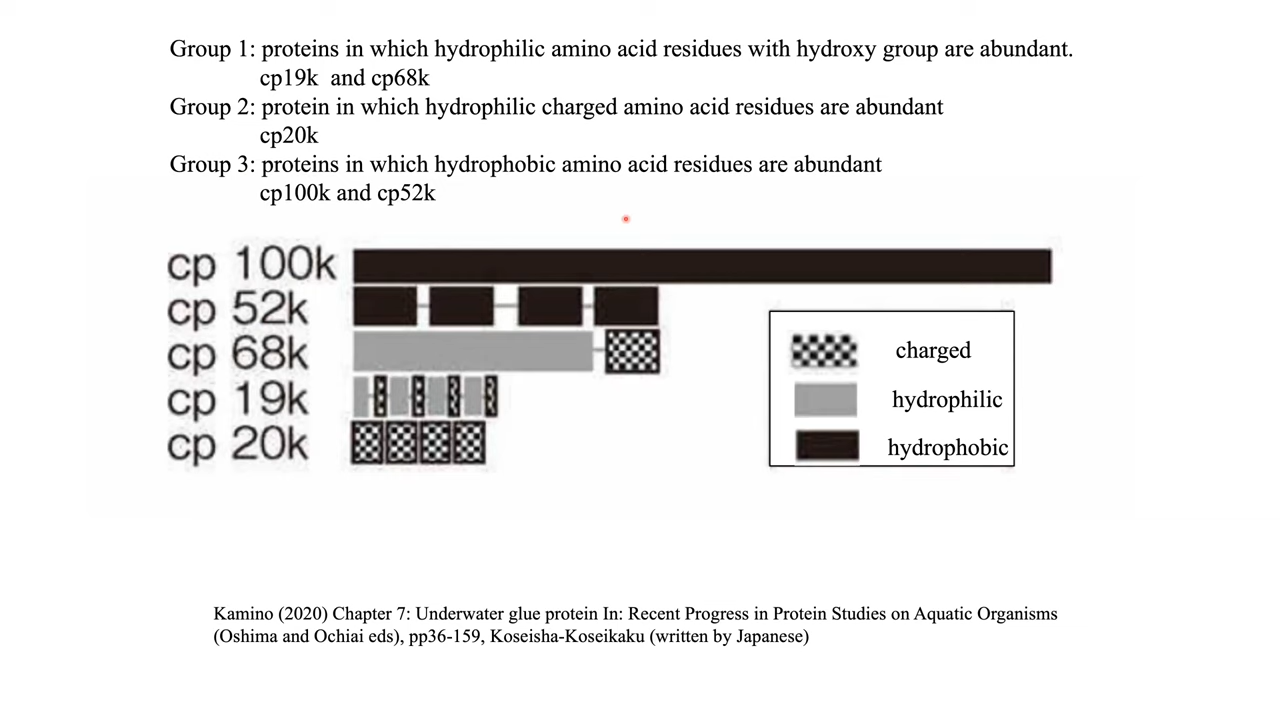 Group 1: proteins in which hydrophilic amino acid residues with hydroxy group are abundant.
cp19k and cp68k
Group 2: protein in which hydrophilic charged amino acid residues are abundant
cp20k
Group 3: proteins in which hydrophobic amino acid residues are abundant
cp100k and cp52k
cp 100k
cp 52k
cp 68k
cp 19k
cp 20k
charged
hydrophilic
hydrophobic
Kamino (2020) Chapter 7: Underwater glue protein In: Recent Progress in Protein Studies on Aquatic Organisms
(Oshima and Ochiai eds), pp36-159, Koseisha-Koseikaku (written by Japanese)